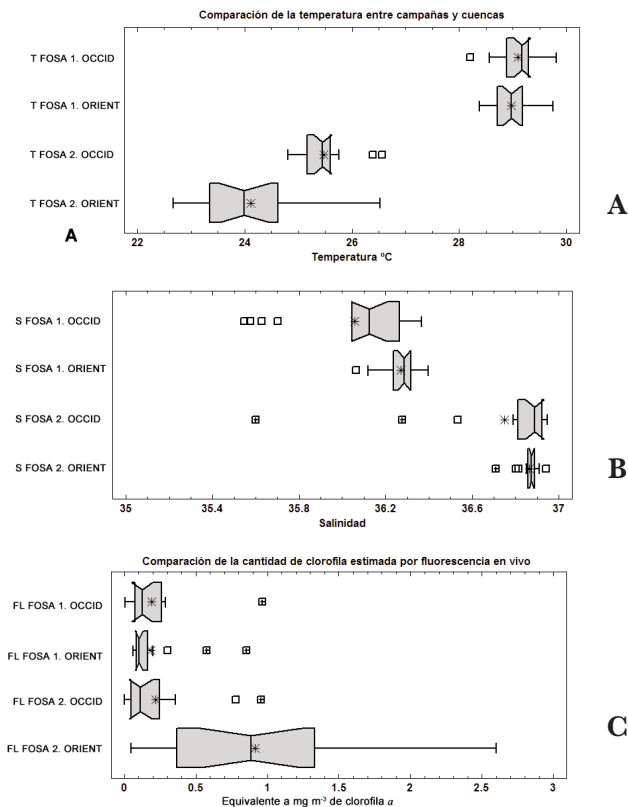 Comparación de la temperatura entre campañas y cuencas
T FOSA 1. OCCID
T FOSA 1. ORIENT
T FOSA 2. OCCID
T FOSA 2. ORIENT
A
22 24 26 28 30
Temperatura ºC
A
S FOSA 1. OCCID
S FOSA 1. ORIENT
S FOSA 2. OCCID
S FOSA 2. ORIENT
35 35.4 35.8 36.2 36.6 37
Salinidad
B
Comparación de la cantidad de clorofila estimada por fluorescencia en vivo
FL FOSA 1. OCCID
FL FOSA 1. ORIENT
FL FOSA 2. OCCID
FL FOSA 2. ORIENT
0 0.5 1 1.5 2 2.5 3
Equivalente a mg m⁻³ de clorofila a
C